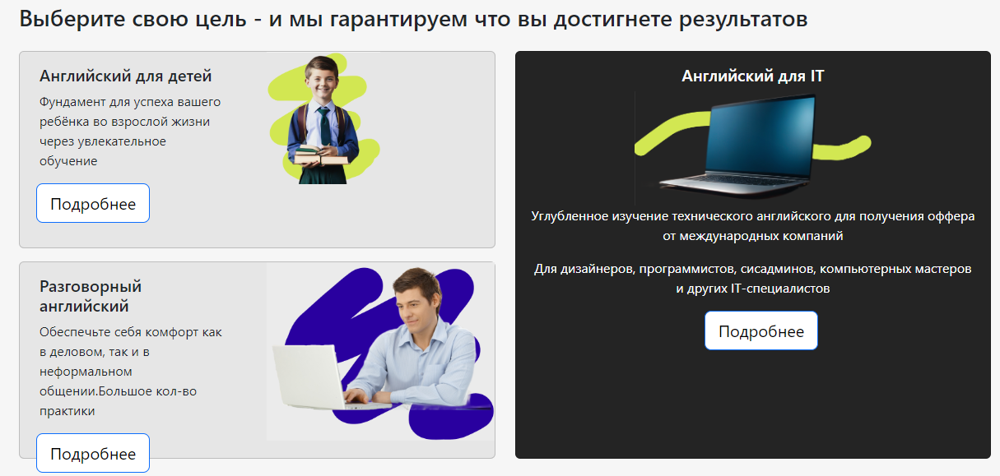 Выберите свою цель - и мы гарантируем что вы достигнете результатов
Английский для детей
Фундамент для успеха вашего
ребёнка во взрослой жизни
через увлекательное
обучение
Подробнее
Разговорный
английский
Обеспечьте себя комфорт как
в деловом, так и в
неформальном
общении.Большое кол-во
практики
Подробнее
Английский для IT
Углубленное изучение технического английского для получения оффера
от международных компаний
Для дизайнеров, программистов, сисадминов, компьютерных мастеров
и других IT-специалистов
Подробнее